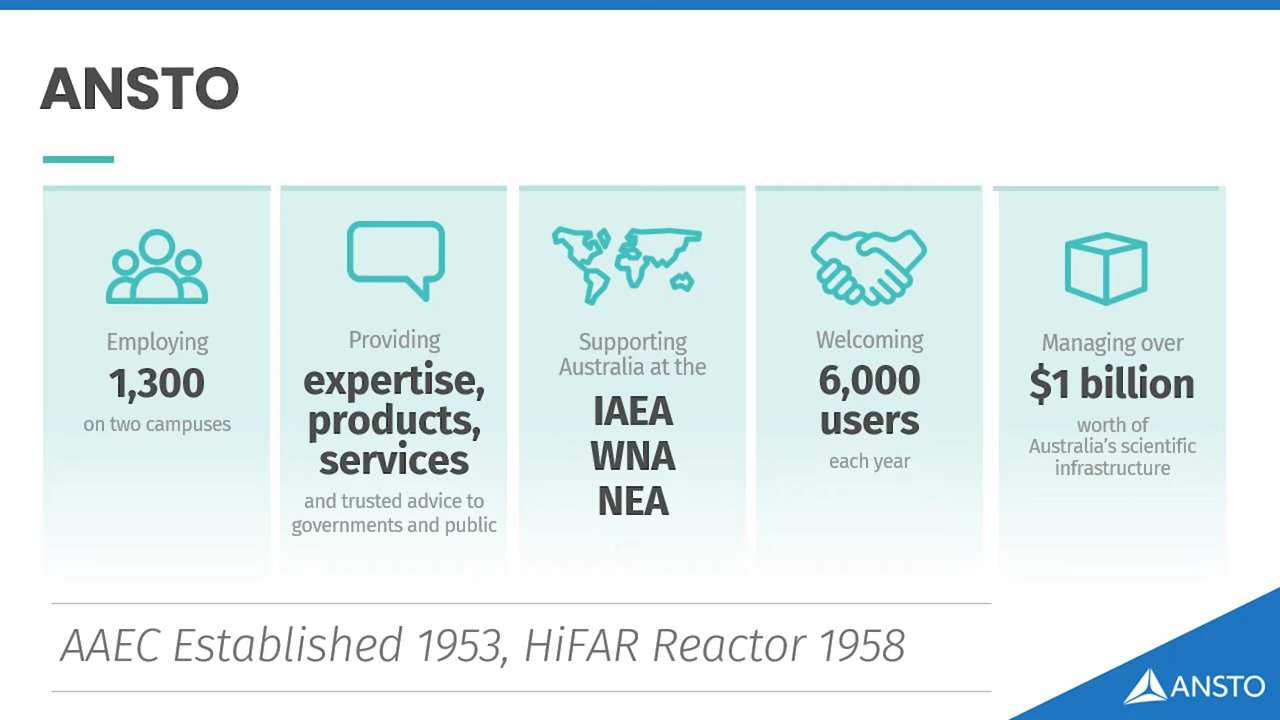 ANSTO
Employing
1,300
on two campuses
Providing
expertise,
products,
services
and trusted advice to
governments and public
Supporting
Australia at the
IAEA
WNA
NEA
Welcoming
6,000
users
each year
Managing over
$1 billion
worth of
Australia’s scientific
infrastructure
AAEC Established 1953, HiFAR Reactor 1958
ANSTO